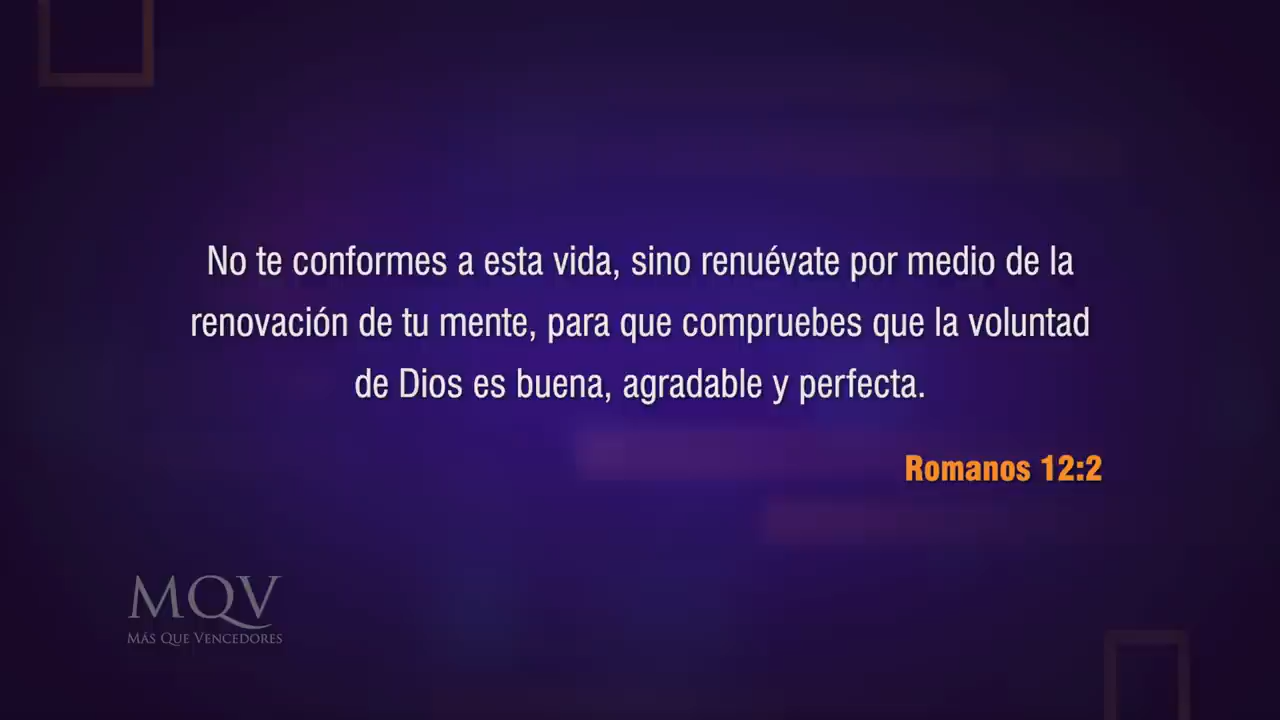 No te conformes a esta vida, sino renuévate por medio de la
renovación de tu mente, para que compruebes que la voluntad
de Dios es buena, agradable y perfecta.
Romanos 12:2
MQV
Más Que Vencedores